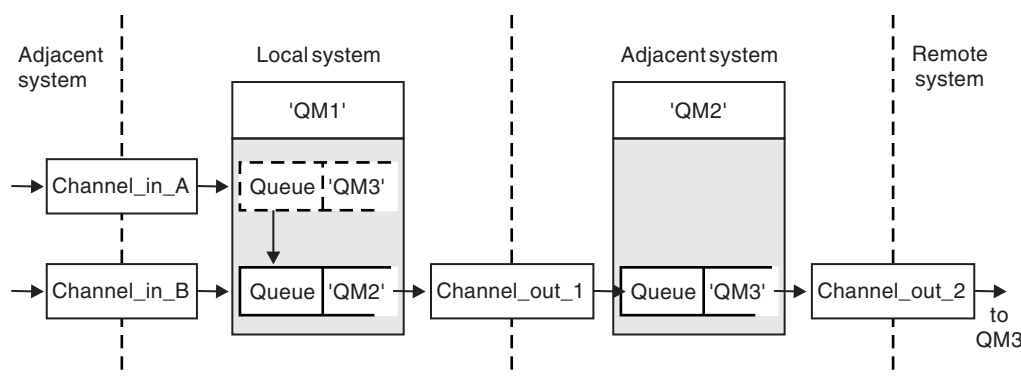 Adjacent
system
Local system
Adjacent system
Remote
system
'QM1'
'QM2'
Channel_in_A
Queue 'QM3'
Channel_in_B
Queue 'QM2'
Channel_out_1
Queue 'QM3'
Channel_out_2
to
QM3